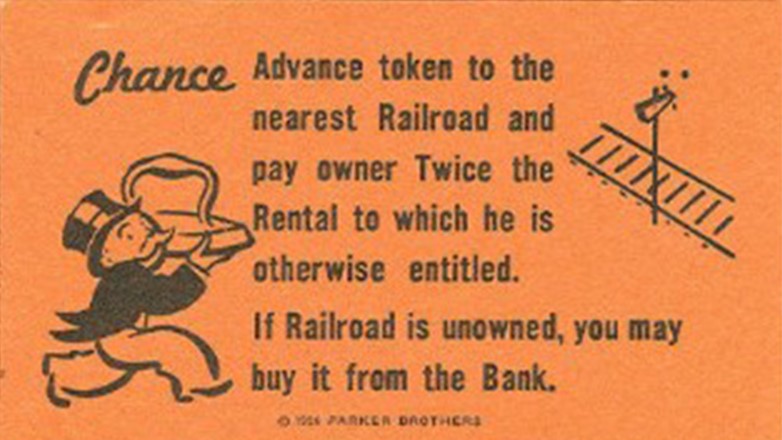 Chance
Advance token to the
nearest Railroad and
pay owner Twice the
Rental to which he is
otherwise entitled.
If Railroad is unowned, you may
buy it from the Bank.
© PARKER BROTHERS